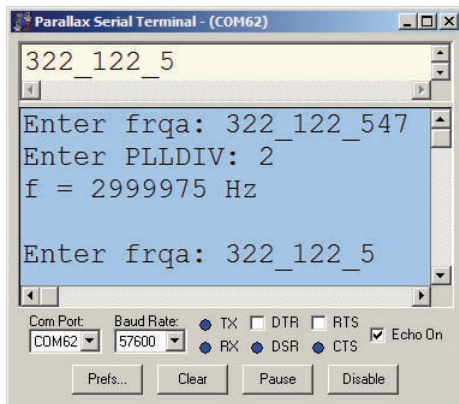 Parallax Serial Terminal - (COM62)
322_122_5
Enter frqa: 322_122_547
Enter PLLDIV: 2
f = 2999975 Hz
Enter frqa: 322_122_5
Com Port: Baud Rate: TX DTR RTS
COM62 57600 RX DSR CTS Echo On
Prefs... Clear Pause Disable